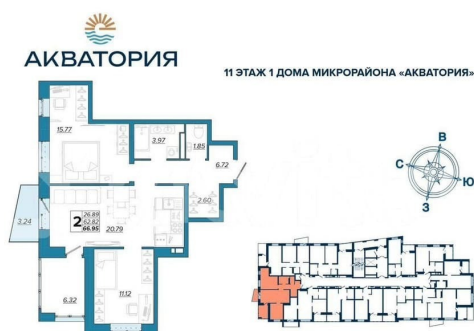 АКВАТОРИЯ
11 ЭТАЖ 1 ДОМА МИКРОРАЙОНА «АКВАТОРИЯ»
15.77
3.97
1.85
6.72
2.60
3.24
2
26.89
62.82
66.95
20.79
6.32
11.12
В
С
Ю
З